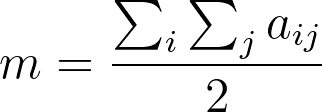 m = \frac{\sum_i \sum_j a_{ij}}{2}